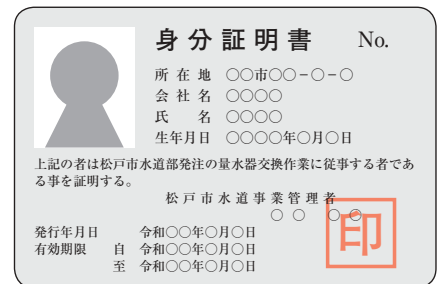 身分証明書 No.
所在地 ○○市○○－○－○
会社名 ○○○○
氏名 ○○○○
生年月日 ○○○○年○月○日
上記の者は松戸市水道部発注の量水器交換作業に従事する者であ
る事を証明する。
松戸市水道事業管理者
○ ○ ○ ○
印
発行年月日 令和○○年○月○日
有効期限 自 令和○○年○月○日
至 令和○○年○月○日